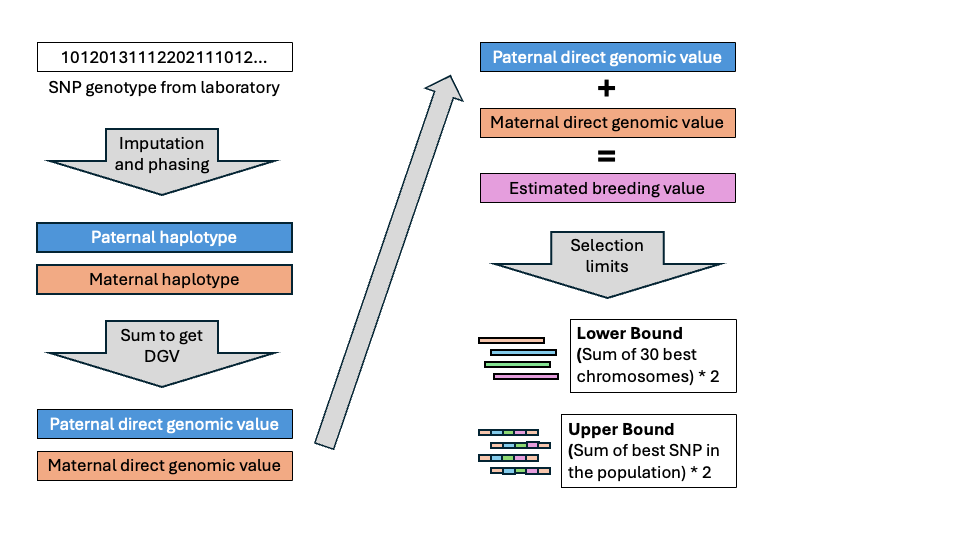 10120131112202111012...
SNP genotype from laboratory
Imputation
and phasing
Paternal haplotype
Maternal haplotype
Sum to get
DGV
Paternal direct genomic value
Maternal direct genomic value
Paternal direct genomic value
+
Maternal direct genomic value
=
Estimated breeding value
Selection
limits
Lower Bound
(Sum of 30 best
chromosomes) * 2
Upper Bound
(Sum of best SNP in
the population) * 2